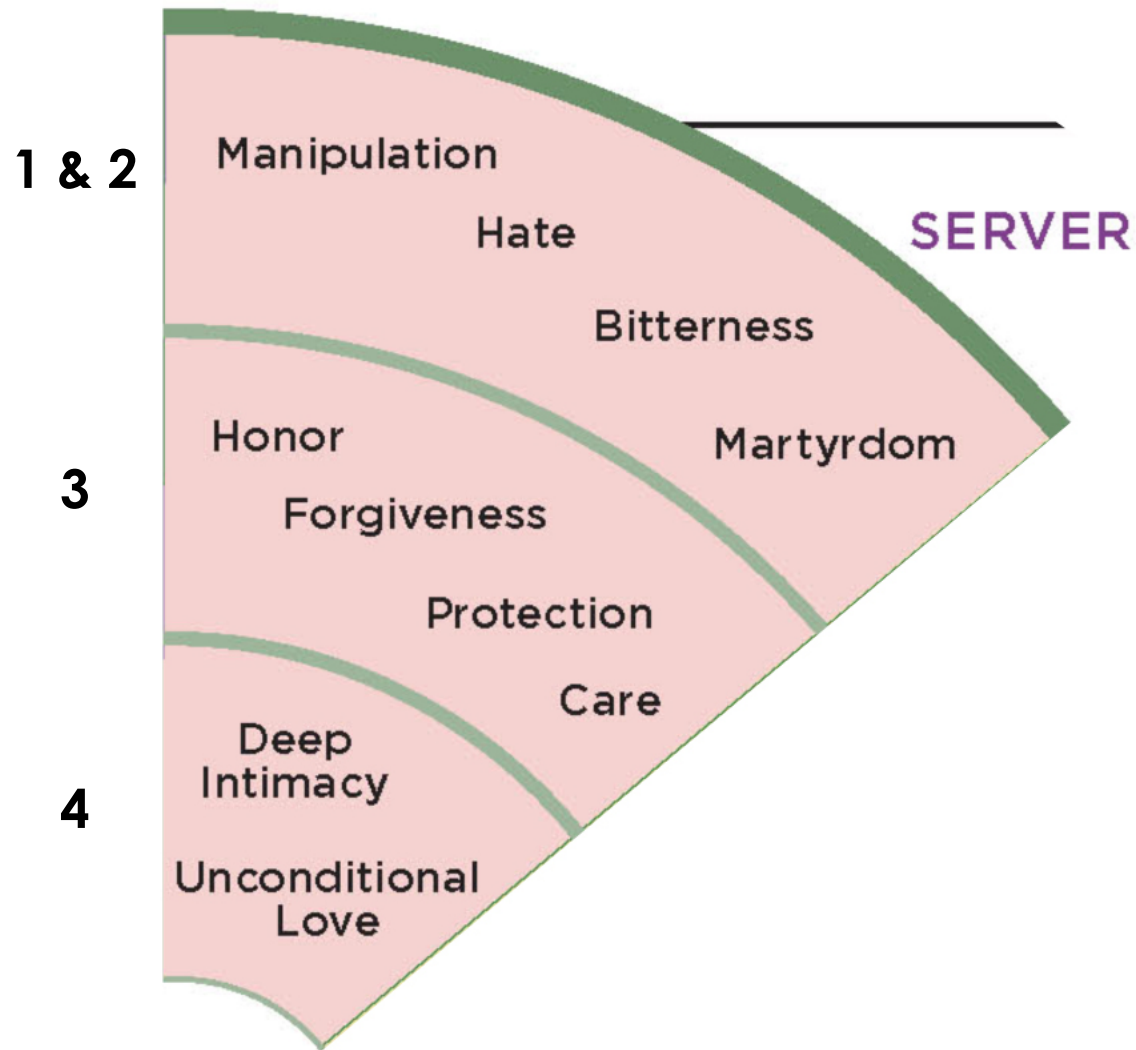 1 & 2
Manipulation
Hate
Bitterness
Martyrdom
SERVER
3
Honor
Forgiveness
Protection
Care
4
Deep
Intimacy
Unconditional
Love